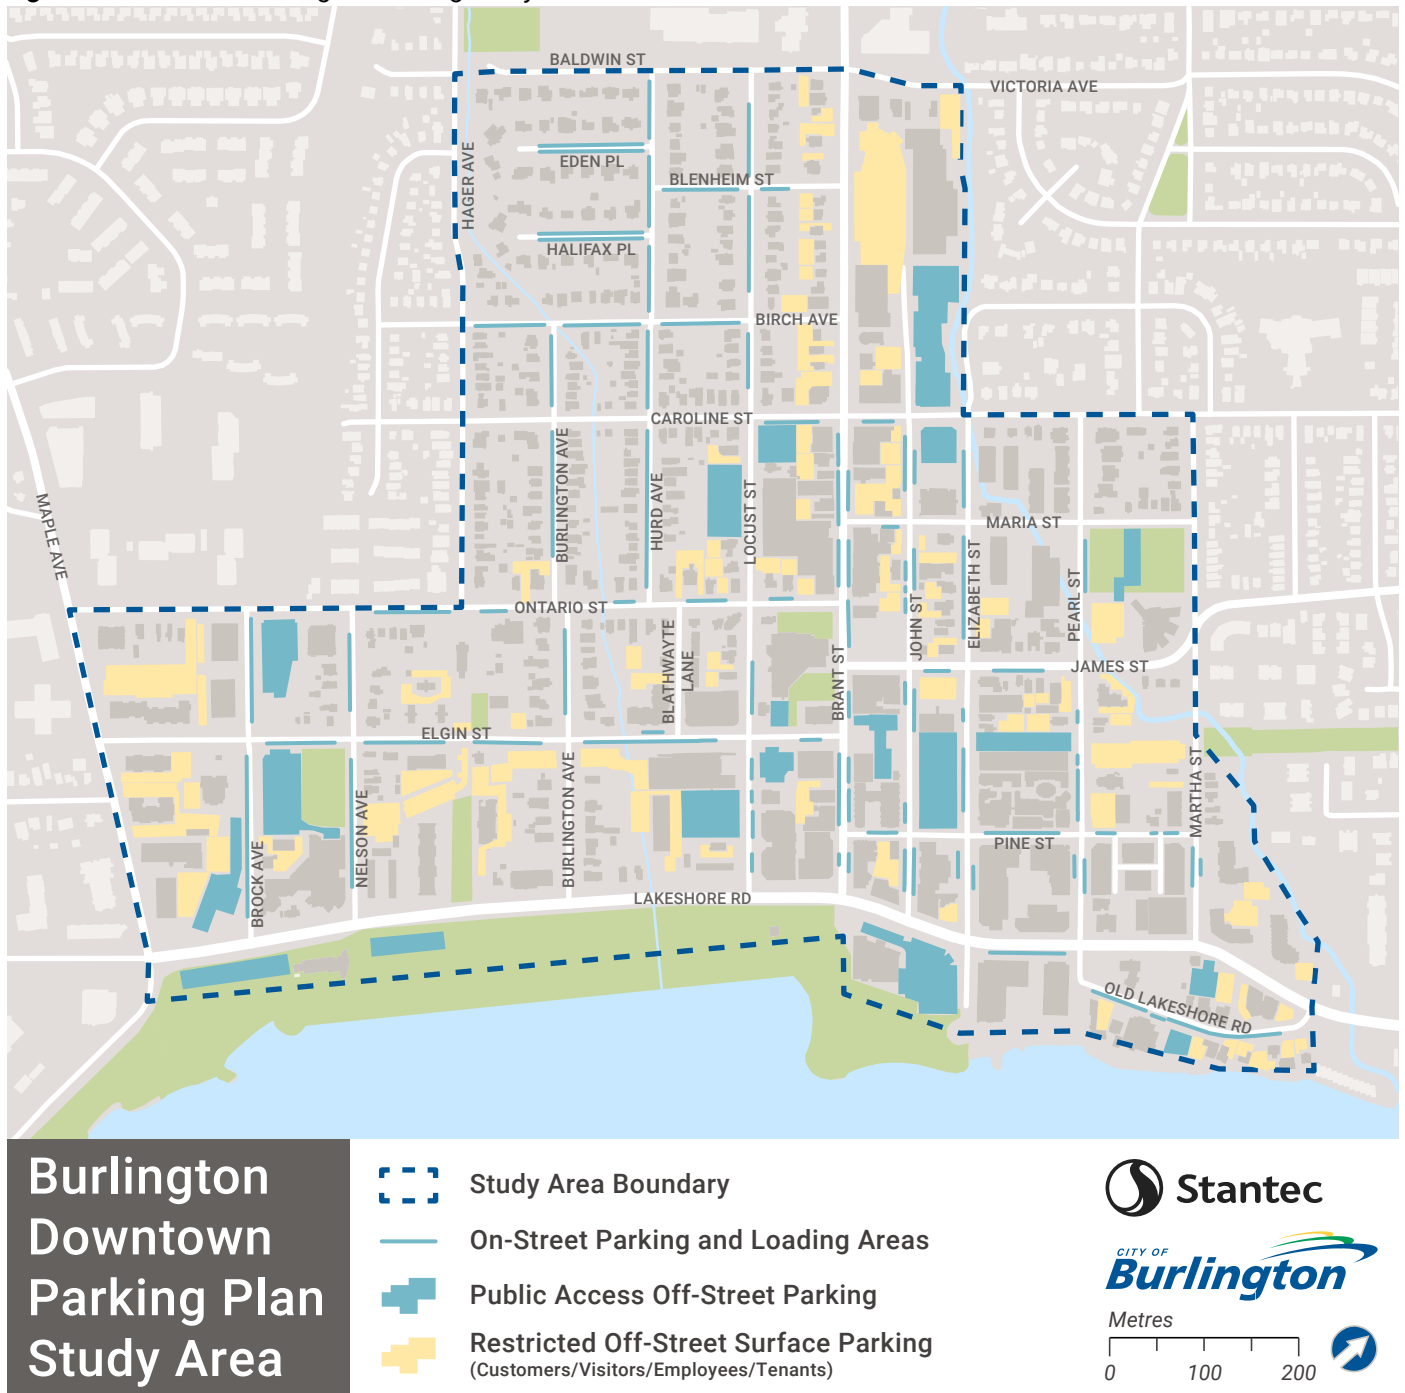 BALDWIN ST
VICTORIA AVE
HAGER AVE
EDEN PL
BLENHEIM ST
HALIFAX PL
BIRCH AVE
CAROLINE ST
BURLINGTON AVE
HURD AVE
LOCUST ST
MAPLE AVE
MARIA ST
ELIZABETH ST
PEARL ST
JOHN ST
ONTARIO ST
BLATHWAYTE
LANE
BRANT ST
JAMES ST
ELGIN ST
BURLINGTON AVE
NELSON AVE
BROCK AVE
MARTHA ST
PINE ST
LAKESHORE RD
OLD LAKESHORE RD
Burlington
Downtown
Parking Plan
Study Area
Study Area Boundary
On-Street Parking and Loading Areas
Public Access Off-Street Parking
Restricted Off-Street Surface Parking
(Customers/Visitors/Employees/Tenants)
Stantec
CITY OF
Burlington
Metres
0 100 200